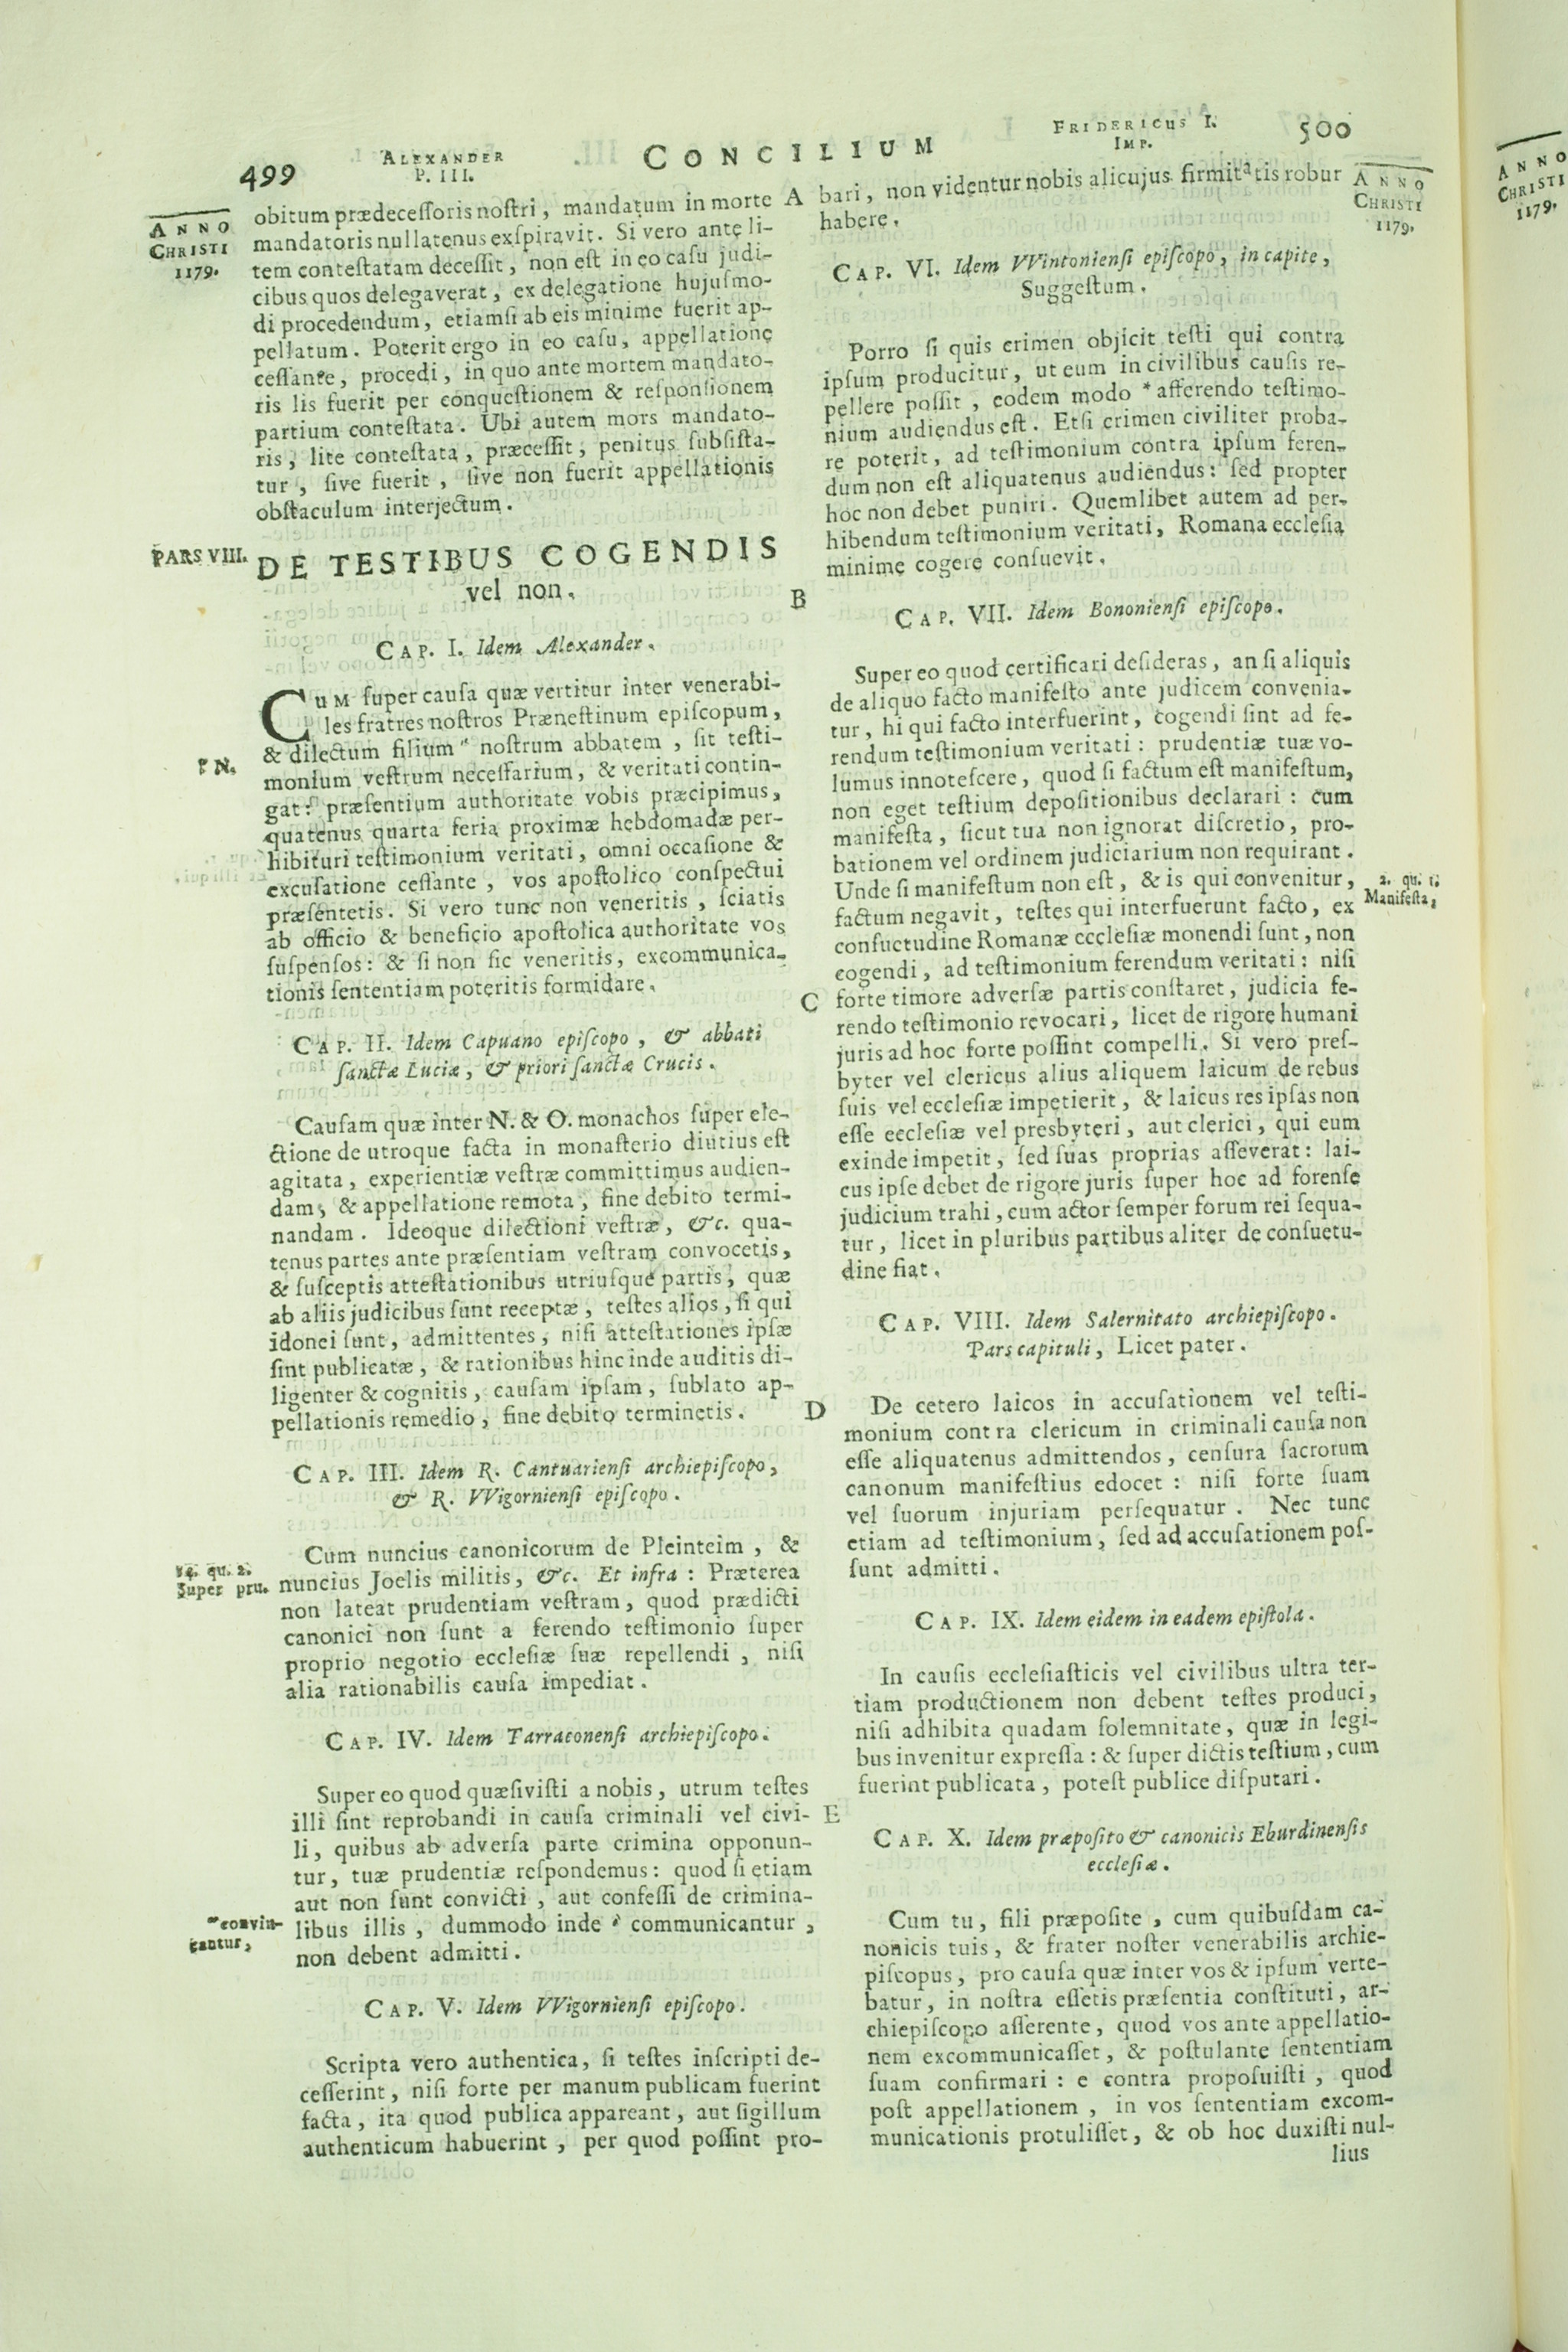 499
ALEXANDER
P. III.
CONCILIUM
FRIDERICUS I.
IMP.
500
ANNO
CHRISTI
1179.
obitum prædeceſſoris noſtri, mandatum in morte
mandatoris nullatenus exſpiravit. Si vero ante li-
tem conteſtatam deceſſit, non eſt in eo caſu judi-
cibus quos delegaverat, ex delegatione hujuſmo-
di procedendum, etiamſi ab eis minime fuerit ap-
pellatum. Poterit ergo in eo caſu, appellatione
ceſſante, procedi, in quo ante mortem mandato-
ris lis fuerit per conqueſtionem & reſponſionem
partium conteſtata. Ubi autem mors mandato-
ris, lite conteſtata, præceſſit, penitus ſubſiſta-
tur, ſive fuerit, ſive non fuerit appellationis
obſtaculum interjectum.
PARS VIII.
DE TESTIBUS COGENDIS
vel non.
CAP. I. Idem Alexander.
CUM ſuper cauſa quæ vertitur inter venerabi-
les fratres noſtros Præneſtinum epiſcopum,
& dilectum filium * noſtrum abbatem, ſit teſti-
* N.
monium veſtrum neceſſarium, & veritati contin-
gat: præſentium authoritate vobis præcipimus,
quatenus quarta feria proximæ hebdomadæ per-
hibituri teſtimonium veritati, omni occaſione &
excuſatione ceſſante, vos apoſtolico conſpectui
præſentetis. Si vero tunc non veneritis, ſciatis
ab officio & beneficio apoſtolica authoritate vos
ſuſpenſos: & ſi non ſic veneritis, excommunica-
tionis ſententiam poteritis formidare.
CAP. II. Idem Capuano epiſcopo, & abbati
ſanctæ Luciæ, & priori ſanctæ Crucis.
Cauſam quæ inter N. & O. monachos ſuper ele-
ctione de utroque facta in monaſterio diutius eſt
agitata, experientiæ veſtræ committimus audien-
dam, & appellatione remota, fine debito termi-
nandam. Ideoque dilectioni veſtræ, &c. qua-
tenus partes ante præſentiam veſtram convocetis,
& ſuſceptis atteſtationibus utriuſque partis, quæ
ab aliis judicibus ſunt receptæ, teſtes alios, ſi qui
idonei ſunt, admittentes, niſi atteſtationes ipſæ
ſint publicatæ, & rationibus hinc inde auditis di-
ligenter & cognitis, cauſam ipſam, ſublato ap-
pellationis remedio, fine debito terminetis.
CAP. III. Idem R. Cantuarienſi archiepiſcopo,
& R. VVigornienſi epiſcopo.
Cum nuncius canonicorum de Pleinteim, &
14. qu. 2.
Super pru.
nuncius Joelis militis, &c. Et infra: Præterea
non lateat prudentiam veſtram, quod prædicti
canonici non ſunt a ferendo teſtimonio ſuper
proprio negotio eccleſiæ ſuæ repellendi, niſi
alia rationabilis cauſa impediat.
CAP. IV. Idem Tarraconenſi archiepiſcopo.
Super eo quod quæſiviſti a nobis, utrum teſtes
illi ſint reprobandi in cauſa criminali vel civi-
li, quibus ab adverſa parte crimina opponun-
tur, tuæ prudentiæ reſpondemus: quod ſi etiam
aut non ſunt convicti, aut confeſſi de crimina-
libus illis, dummodo inde * communicantur,
* convin-
cantur,
non debent admitti.
CAP. V. Idem VVigornienſi epiſcopo.
Scripta vero authentica, ſi teſtes inſcripti de-
ceſſerint, niſi forte per manum publicam fuerint
facta, ita quod publica appareant, aut ſigillum
authenticum habuerint, per quod poſſint pro-
A
B
C
D
E
bari, non videntur nobis alicujus firmitatis robur
habere.
ANNO
CHRISTI
1179.
CAP. VI. Idem VVintonienſi epiſcopo, in capite,
Suggeſtum.
Porro ſi quis crimen objicit teſti qui contra
ipſum producitur, ut eum in civilibus cauſis re-
pellere poſſit, eodem modo * afferendo teſtimo-
nium audiendus eſt. Etſi crimen civiliter proba-
re poterit, ad teſtimonium contra ipſum feren-
dum non eſt aliquatenus audiendus: ſed propter
hoc non debet puniri. Quemlibet autem ad per-
hibendum teſtimonium veritati, Romana eccleſia
minime cogere conſuevit.
CAP. VII. Idem Bononienſi epiſcopo.
Super eo quod certificari deſideras, an ſi aliquis
de aliquo facto manifeſto ante judicem convenia-
tur, hi qui facto interfuerint, cogendi ſint ad fe-
rendum teſtimonium veritati: prudentiæ tuæ vo-
lumus innoteſcere, quod ſi factum eſt manifeſtum,
non eget teſtium depoſitionibus declarari: cum
manifeſta, ſicut tua non ignorat diſcretio, pro-
bationem vel ordinem judiciarium non requirant.
Unde ſi manifeſtum non eſt, & is qui convenitur,
2. qu. 1.
Manifeſta,
factum negavit, teſtes qui interfuerunt facto, ex
conſuetudine Romanæ eccleſiæ monendi ſunt, non
cogendi, ad teſtimonium ferendum veritati: niſi
forte timore adverſæ partis conſtaret, judicia fe-
rendo teſtimonio revocari, licet de rigore humani
juris ad hoc forte poſſint compelli. Si vero preſ-
byter vel clericus alius aliquem laicum de rebus
ſuis vel eccleſiæ impetierit, & laicus res ipſas non
eſſe eccleſiæ vel presbyteri, aut clerici, qui eum
exinde impetit, ſed ſuas proprias aſſeverat: lai-
cus ipſe debet de rigore juris ſuper hoc ad forenſe
judicium trahi, cum actor ſemper forum rei ſequa-
tur, licet in pluribus partibus aliter de conſuetu-
dine fiat.
CAP. VIII. Idem Salernitato archiepiſcopo.
Pars capituli, Licet pater.
De cetero laicos in accuſationem vel teſti-
monium contra clericum in criminali cauſa non
eſſe aliquatenus admittendos, cenſura ſacrorum
canonum manifeſtius edocet: niſi forte ſuam
vel ſuorum injuriam perſequatur. Nec tunc
etiam ad teſtimonium, ſed ad accuſationem poſ-
ſunt admitti.
CAP. IX. Idem eidem in eadem epiſtola.
In cauſis eccleſiaſticis vel civilibus ultra ter-
tiam productionem non debent teſtes produci,
niſi adhibita quadam ſolemnitate, quæ in legi-
bus invenitur expreſſa: & ſuper dictis teſtium, cum
fuerint publicata, poteſt publice diſputari.
CAP. X. Idem præpoſito & canonicis Eburdinenſis
eccleſiæ.
Cum tu, fili præpoſite, cum quibuſdam ca-
nonicis tuis, & frater noſter venerabilis archie-
piſcopus, pro cauſa quæ inter vos & ipſum verte-
batur, in noſtra eſſetis præſentia conſtituti, ar-
chiepiſcopo aſſerente, quod vos ante appellatio-
nem excommunicaſſet, & poſtulante ſententiam
ſuam confirmari: e contra propoſuiſti, quod
poſt appellationem, in vos ſententiam excom-
municationis protuliſſet, & ob hoc duxiſti nul-
lius
ANNO
CHRISTI
1179.